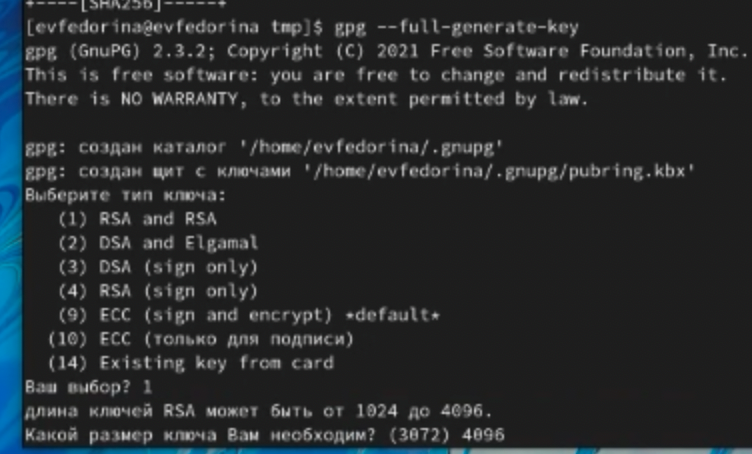 +----[SHA256]-----+
[evfedorina@evfedorina tmp]$ gpg --full-generate-key
gpg (GnuPG) 2.3.2; Copyright (C) 2021 Free Software Foundation, Inc.
This is free software: you are free to change and redistribute it.
There is NO WARRANTY, to the extent permitted by law.
gpg: создан каталог '/home/evfedorina/.gnupg'
gpg: создан щит с ключами '/home/evfedorina/.gnupg/pubring.kbx'
Выберите тип ключа:
(1) RSA and RSA
(2) DSA and Elgamal
(3) DSA (sign only)
(4) RSA (sign only)
(9) ECC (sign and encrypt) *default*
(10) ECC (только для подписи)
(14) Existing key from card
Ваш выбор? 1
длина ключей RSA может быть от 1024 до 4096.
Какой размер ключа Вам необходим? (3072) 4096